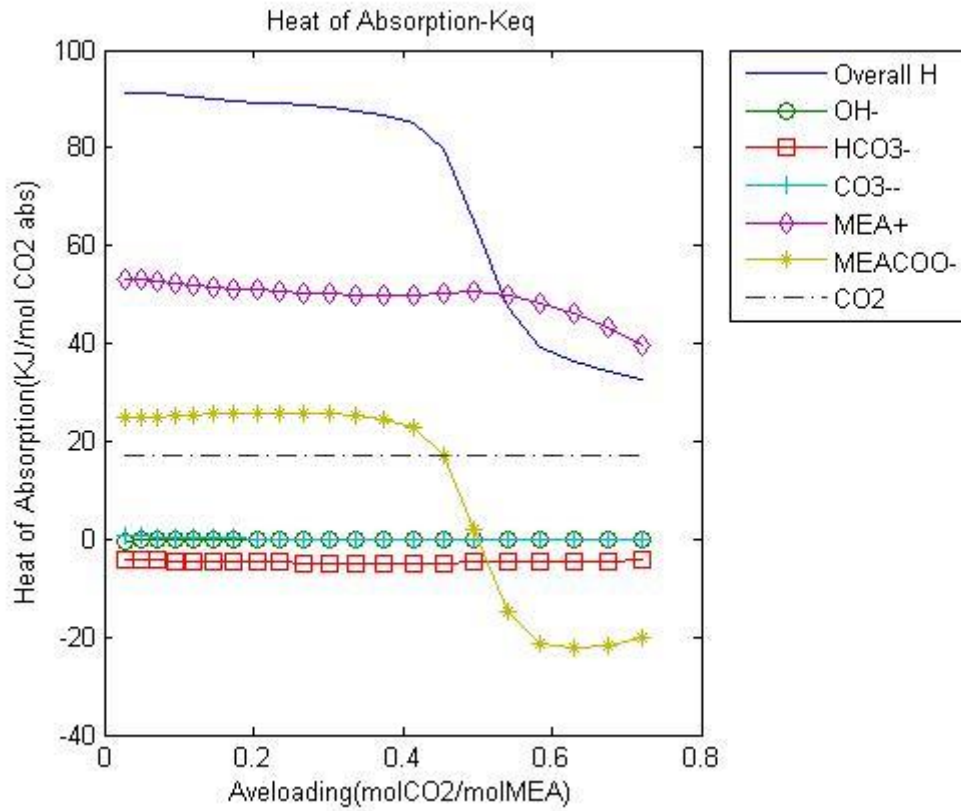 Heat of Absorption-Keq
100
80
60
40
20
0
-20
-40
0
0.2
0.4
0.6
0.8
Heat of Absorption(KJ/mol CO2 abs)
Aveloading(molCO2/molMEA)
Overall H
OH-
HCO3-
CO3--
MEA+
MEACOO-
CO2